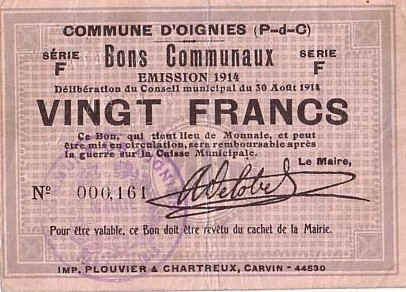 COMMUNE D'OIGNIES (P-d-C)
SÉRIE F Bons Communaux SERIE F
EMISSION 1914
Délibération du Conseil municipal du 30 Août 1914
VINGT FRANCS
Ce Bon, qui tient lieu de Monnaie, et peut
être mis en circulation, sera remboursable après
la guerre sur la Caisse Municipale.
Le Maire,
Nº 000,161
Pour être valable, ce Bon doit être revêtu du cachet de la Mairie.
IMP. PLOUVIER & CHARTREUX, CARVIN - 44530